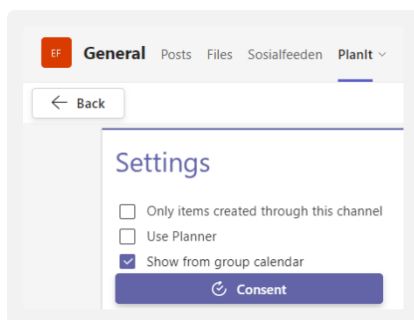 EF General Posts Files Sosialfeeden PlanIt
Back
Settings
Only items created through this channel
Use Planner
Show from group calendar
Consent